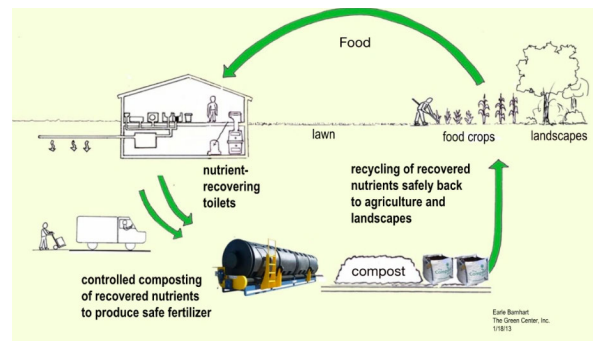 Food
lawn
food crops
landscapes
nutrient-
recovering
toilets
recycling of recovered
nutrients safely back
to agriculture and
landscapes
controlled composting
of recovered nutrients
to produce safe fertilizer
compost
Earle Barnhart
The Green Center, Inc.
1/18/13